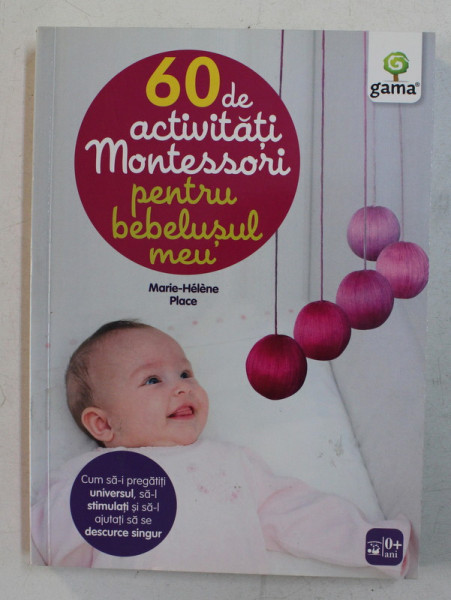 60 de
activități
Montessori
pentru
bebelușul
meu
Marie-Hélène
Place
gama®
Cum să-i pregătiți
universul, să-l
stimulați și să-l
ajutați să se
descurce singur
0+
ani